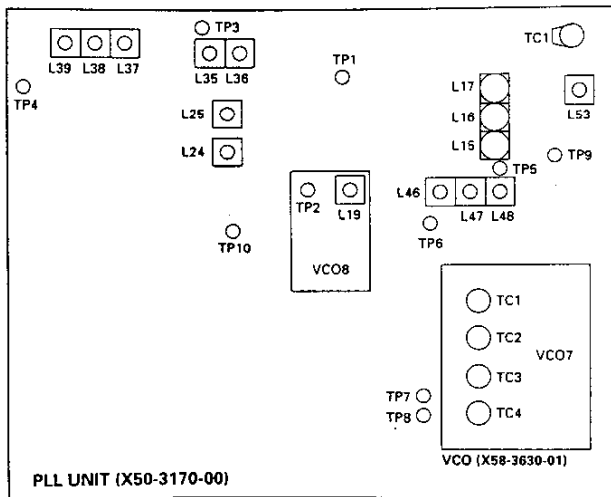 TP3
TC1
L39 L38 L37
L35 L36
TP1
TP4
L17
L16
L15
L53
L25
L24
TP9
TP5
L46
L47 L48
TP2
L19
TP6
TP10
VCO8
TC1
TC2
VCO7
TC3
TC4
TP7
TP8
VCO (X58-3630-01)
PLL UNIT (X50-3170-00)